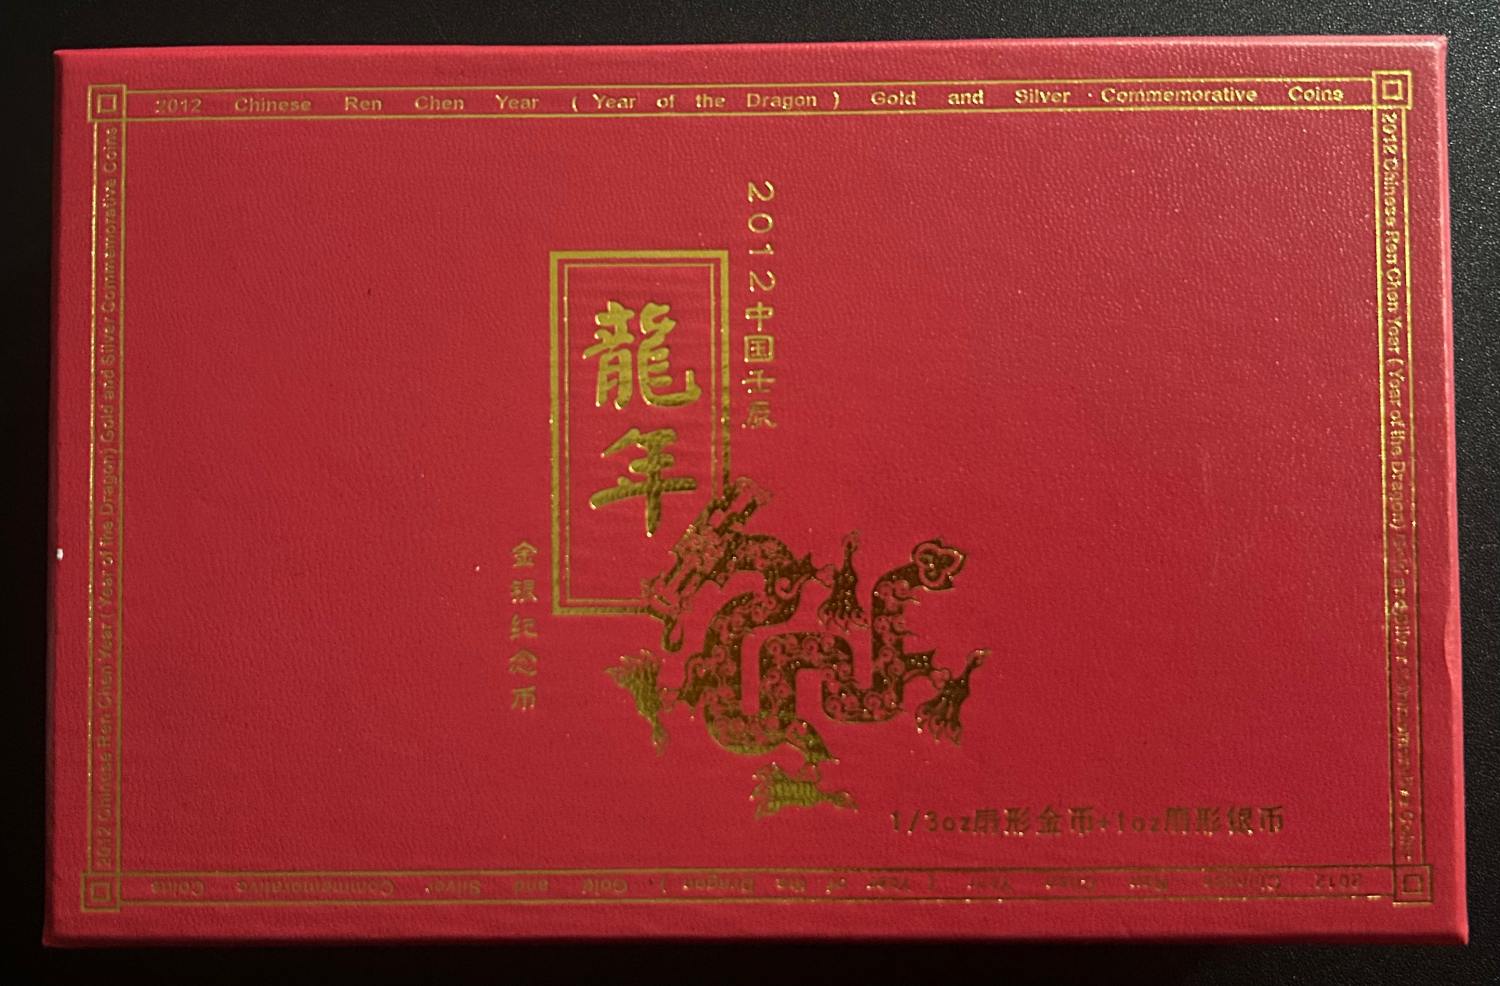 2012 Chinese Ren Chen Year ( Year of the Dragon ) Gold and Silver Commemorative Coins
2012中国壬辰
龍年
金银纪念币
1/3oz扇形金币+1oz扇形银币
2012 Chinese Ren Chen Year ( Year of the Dragon) Gold and Silver Commemorative Coins
2012 Chinese Ren Chen Year ( Year of the Dragon) Gold and Silver Commemorative Coins
2012 Chinese Ren Chen Year ( Year of the Dragon ) Gold and Silver Commemorative Coins